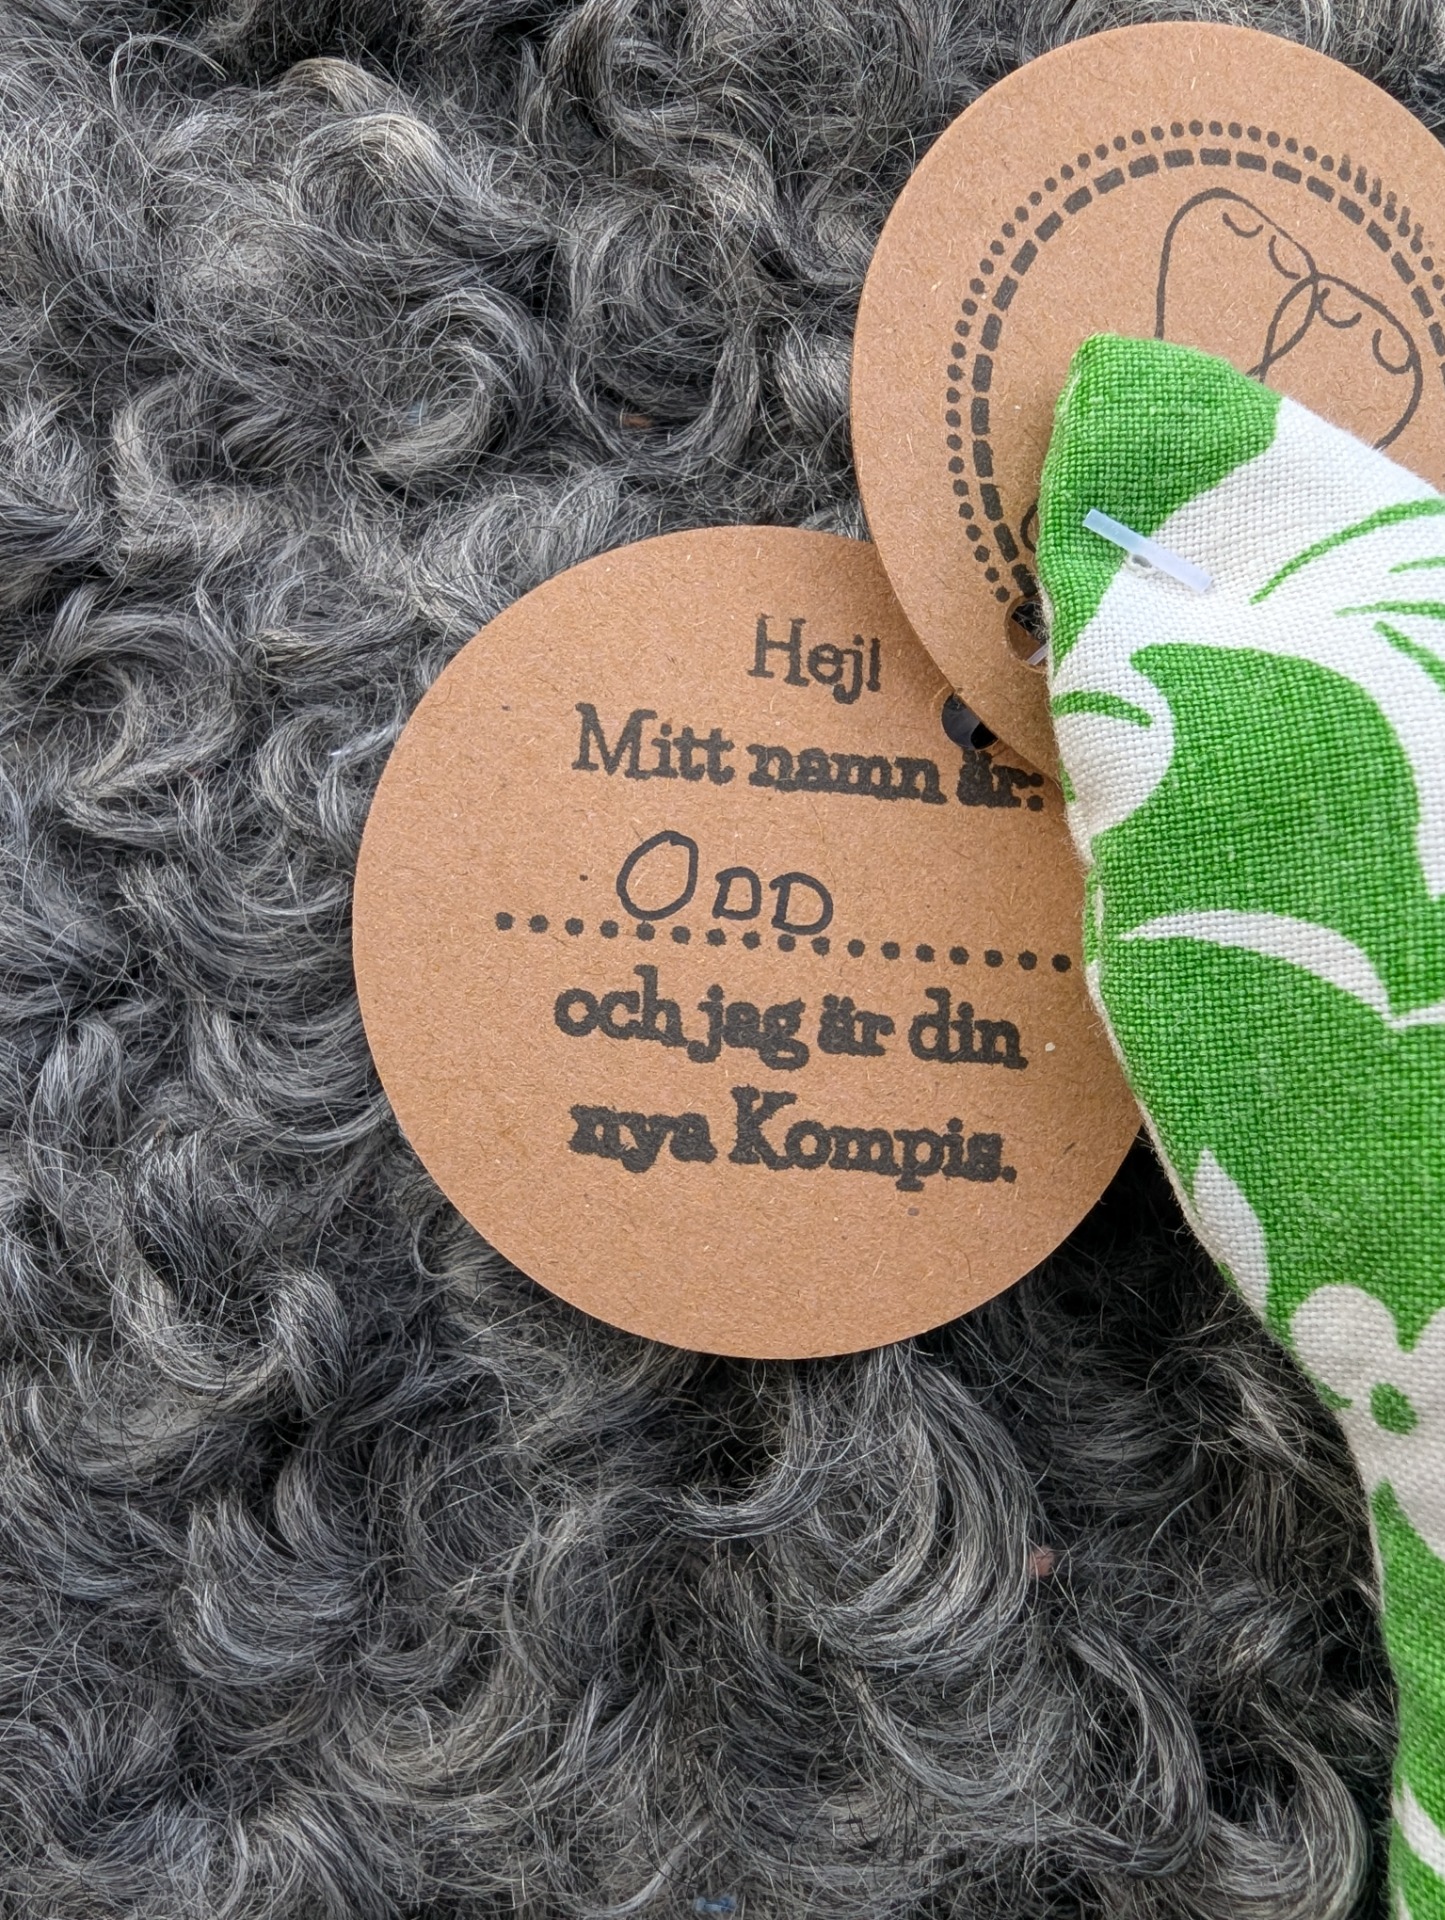 Hej!
Mitt namn är:
ODD
och jag är din
nya Kompis.